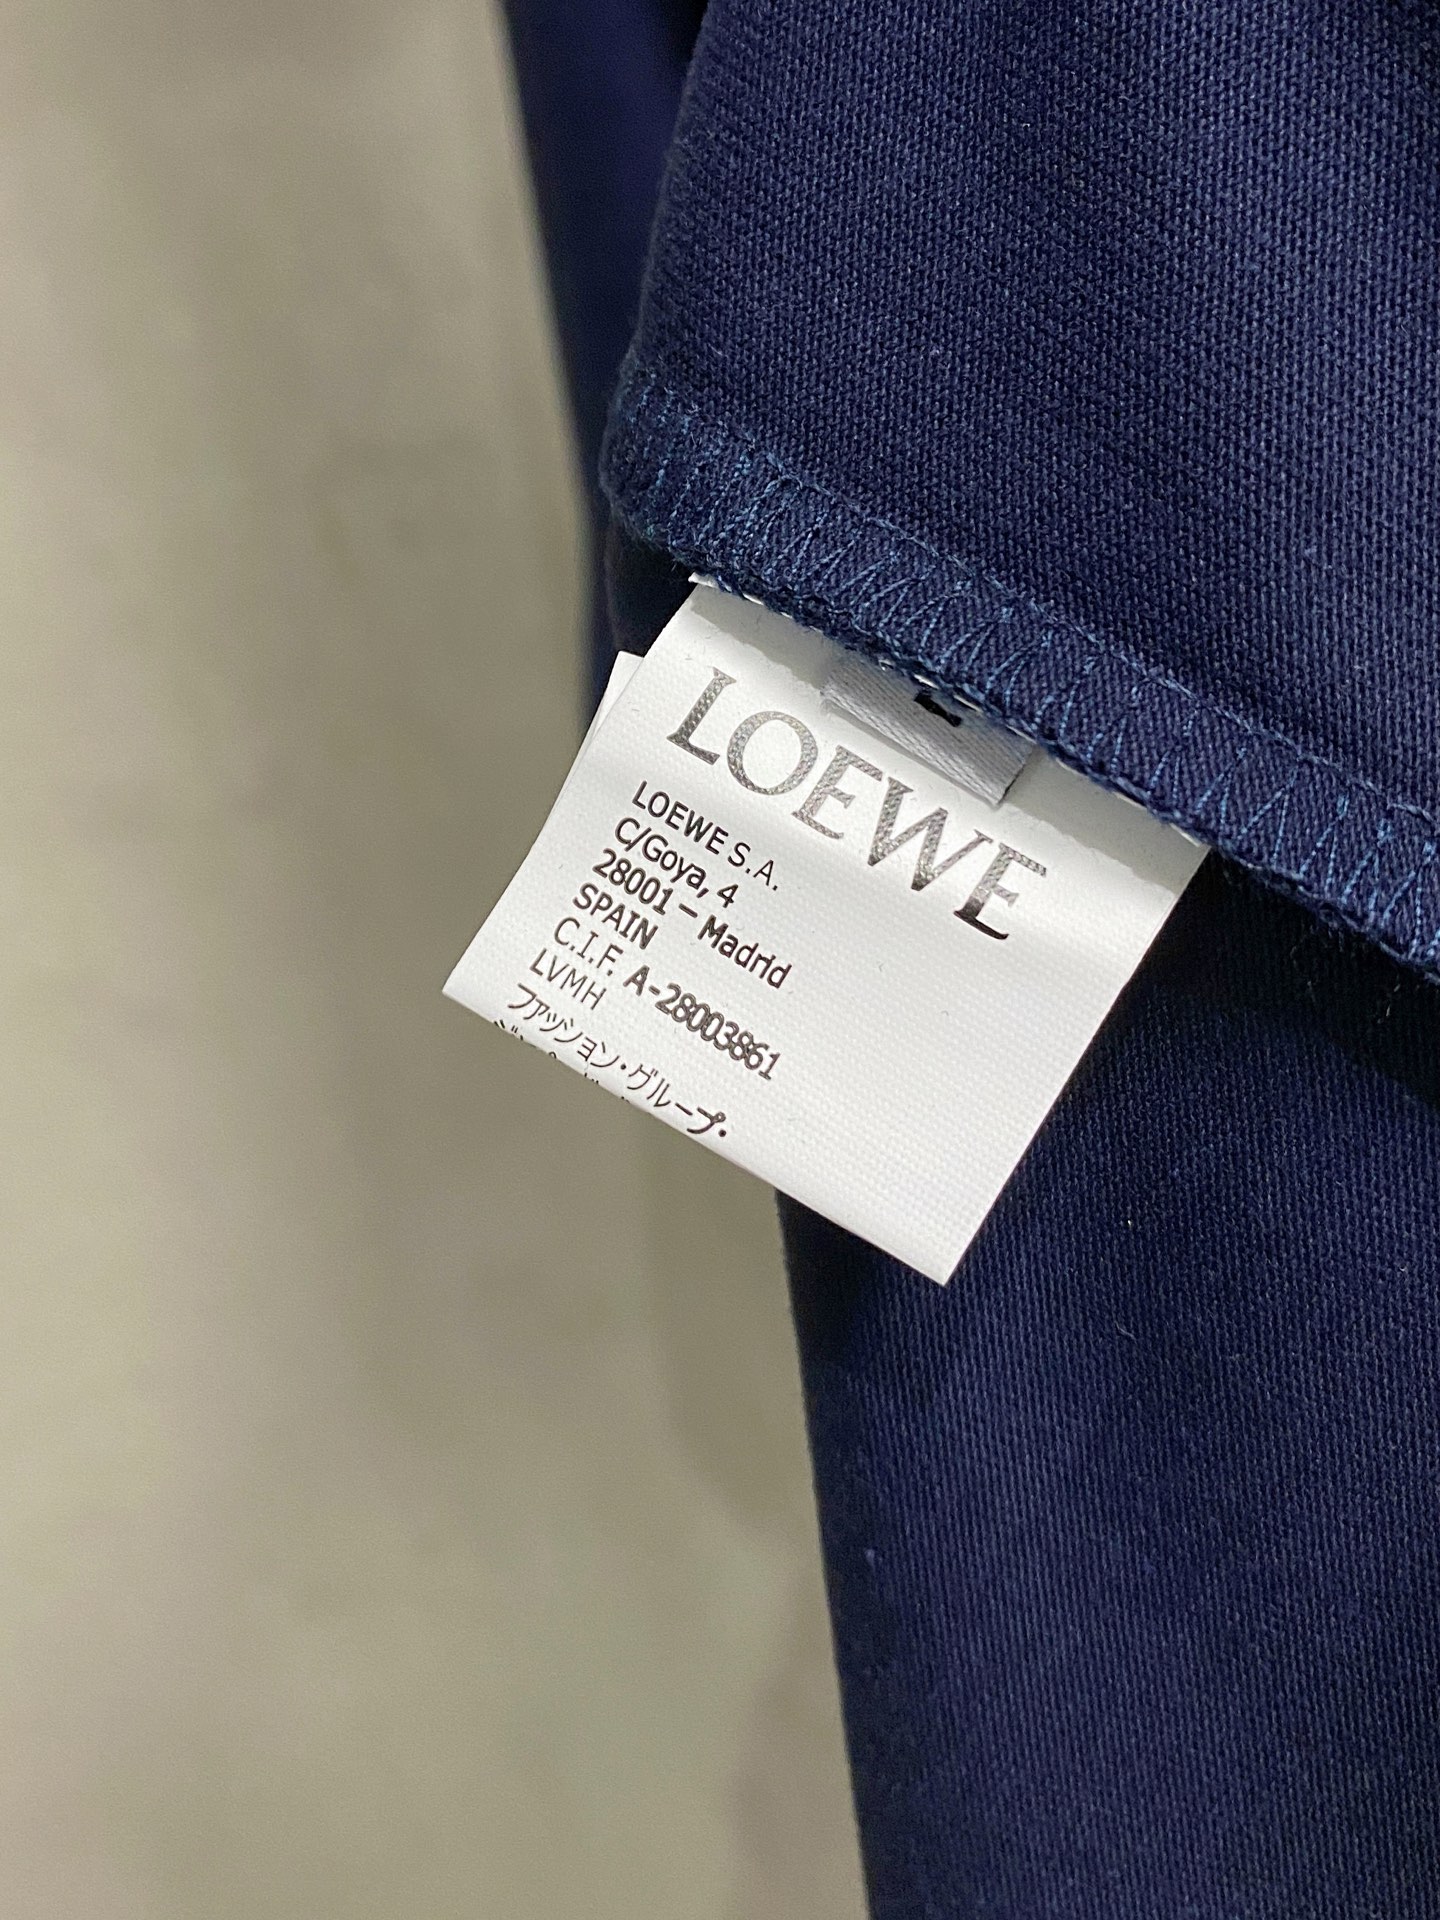 LOEWE
LOEWE S.A.
C/Goya, 4
28001 – Madrid
SPAIN
C.I.F. A-28003861
LVMH
ファッション・グループ・